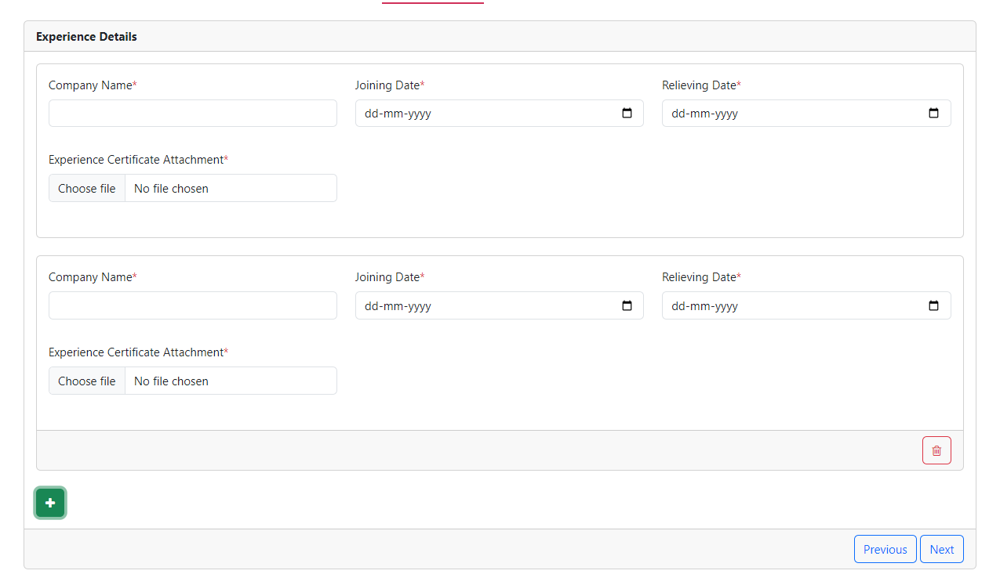 Experience Details
Company Name* Joining Date* Relieving Date*
dd-mm-yyyy dd-mm-yyyy
Experience Certificate Attachment*
Choose file No file chosen
Company Name* Joining Date* Relieving Date*
dd-mm-yyyy dd-mm-yyyy
Experience Certificate Attachment*
Choose file No file chosen
Previous Next